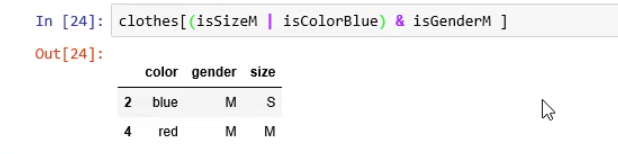 In [24]: clothes[(isSizeM | isColorBlue) & isGenderM ]
Out[24]:
color gender size
2 blue M S
4 red M M